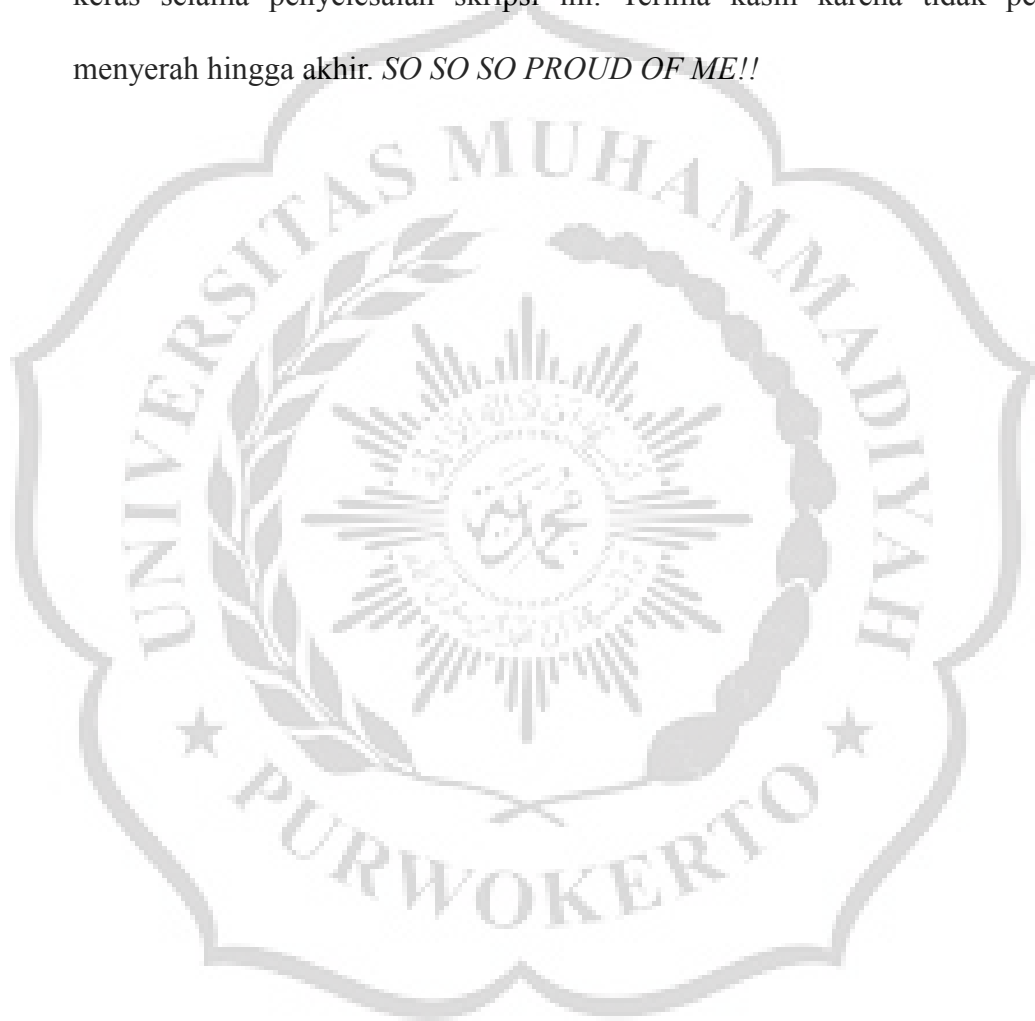 keras selama penyelesaian skripsi ini. Terima kasih karena tidak pe
menyerah hingga akhir. SO SO SO PROUD OF ME!!
UNIVERSITAS MUHAMMADIYAH
★ PURWOKERTO ★